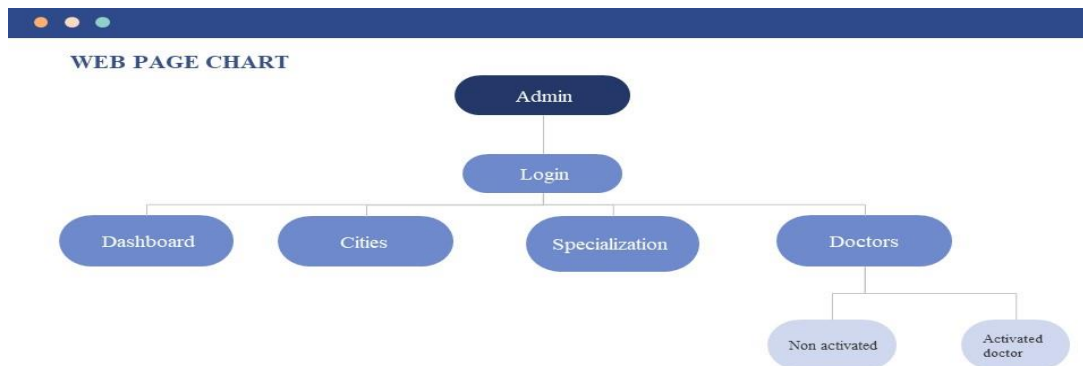 WEB PAGE CHART
Admin
Login
Dashboard
Cities
Specialization
Doctors
Non activated
Activated
doctor